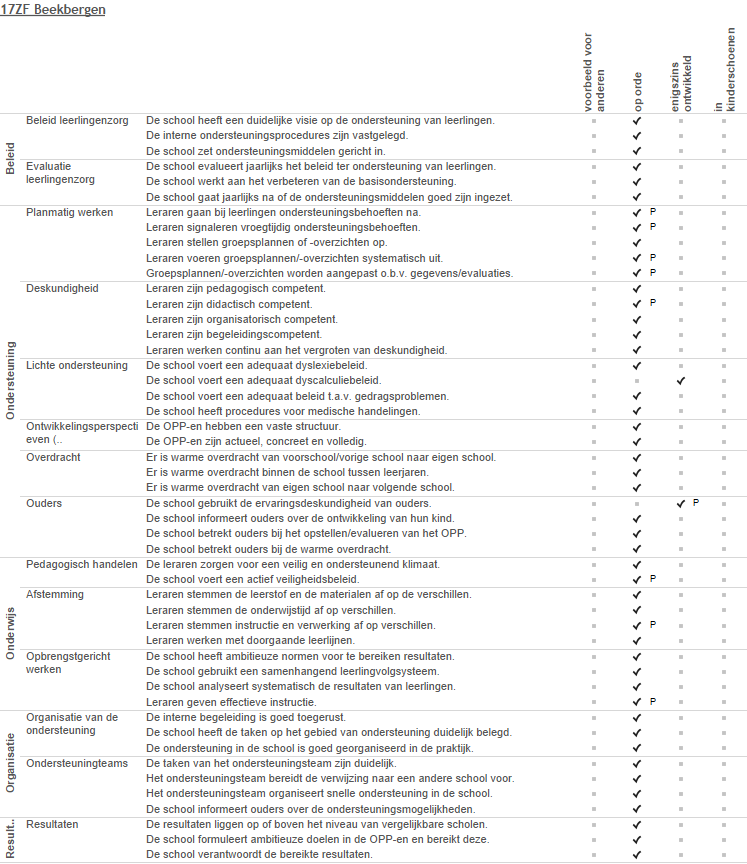 17ZF Beekbergen
voorbeeld voor anderen
op orde
enigszins ontwikkeld
in kinderschoenen
Beleid
Beleid leerlingenzorg De school heeft een duidelijke visie op de ondersteuning van leerlingen.
De interne ondersteuningsprocedures zijn vastgelegd.
De school zet ondersteuningsmiddelen gericht in.
Evaluatie leerlingenzorg De school evalueert jaarlijks het beleid ter ondersteuning van leerlingen.
De school werkt aan het verbeteren van de basisondersteuning.
De school gaat jaarlijks na of de ondersteuningsmiddelen goed zijn ingezet.
Ondersteuning
Planmatig werken Leraren gaan bij leerlingen ondersteuningsbehoeften na. P
Leraren signaleren vroegtijdig ondersteuningsbehoeften. P
Leraren stellen groepsplannen of -overzichten op.
Leraren voeren groepsplannen/-overzichten systematisch uit. P
Groepsplannen/-overzichten worden aangepast o.b.v. gegevens/evaluaties. P
Deskundigheid Leraren zijn pedagogisch competent.
Leraren zijn didactisch competent. P
Leraren zijn organisatorisch competent.
Leraren zijn begeleidingscompetent.
Leraren werken continu aan het vergroten van deskundigheid.
Lichte ondersteuning De school voert een adequaat dyslexiebeleid.
De school voert een adequaat dyscalculiebeleid.
De school voert een adequaat beleid t.a.v. gedragsproblemen.
De school heeft procedures voor medische handelingen.
Ontwikkelingsperspecti even (.. De OPP-en hebben een vaste structuur.
De OPP-en zijn actueel, concreet en volledig.
Overdracht Er is warme overdracht van voorschool/vorige school naar eigen school.
Er is warme overdracht binnen de school tussen leerjaren.
Er is warme overdracht van eigen school naar volgende school.
Ouders De school gebruikt de ervaringsdeskundigheid van ouders. P
De school informeert ouders over de ontwikkeling van hun kind.
De school betrekt ouders bij het opstellen/evalueren van het OPP.
De school betrekt ouders bij de warme overdracht.
Onderwijs
Pedagogisch handelen De leraren zorgen voor een veilig en ondersteunend klimaat.
De school voert een actief veiligheidsbeleid. P
Afstemming Leraren stemmen de leerstof en de materialen af op de verschillen.
Leraren stemmen de onderwijstijd af op verschillen.
Leraren stemmen instructie en verwerking af op verschillen. P
Leraren werken met doorgaande leerlijnen.
Opbrengstgericht werken De school heeft ambitieuze normen voor te bereiken resultaten.
De school gebruikt een samenhangend leerlingvolgsysteem.
De school analyseert systematisch de resultaten van leerlingen.
Leraren geven effectieve instructie. P
Organisatie
Organisatie van de ondersteuning De interne begeleiding is goed toegerust.
De school heeft de taken op het gebied van ondersteuning duidelijk belegd.
De ondersteuning in de school is goed georganiseerd in de praktijk.
Ondersteuningteams De taken van het ondersteuningsteam zijn duidelijk.
Het ondersteuningsteam bereidt de verwijzing naar een andere school voor.
Het ondersteuningsteam organiseert snelle ondersteuning in de school.
De school informeert ouders over de ondersteuningsmogelijkheden.
Result..
Resultaten De resultaten liggen op of boven het niveau van vergelijkbare scholen.
De school formuleert ambitieuze doelen in de OPP-en en bereikt deze.
De school verantwoordt de bereikte resultaten.